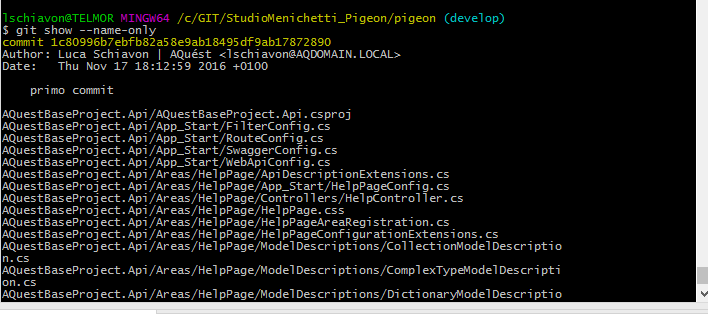 lschiavon@TELMOR MINGW64 /c/GIT/StudioMenichetti_Pigeon/pigeon (develop)
$ git show --name-only
commit 1c80996b7ebfb82a58e9ab18495df9ab17872890
Author: Luca Schiavon | AQuést <lschiavon@AQDOMAIN.LOCAL>
Date:   Thu Nov 17 18:12:59 2016 +0100

    primo commit

AQuestBaseProject.Api/AQuestBaseProject.Api.csproj
AQuestBaseProject.Api/App_Start/FilterConfig.cs
AQuestBaseProject.Api/App_Start/RouteConfig.cs
AQuestBaseProject.Api/App_Start/SwaggerConfig.cs
AQuestBaseProject.Api/App_Start/WebApiConfig.cs
AQuestBaseProject.Api/Areas/HelpPage/ApiDescriptionExtensions.cs
AQuestBaseProject.Api/Areas/HelpPage/App_Start/HelpPageConfig.cs
AQuestBaseProject.Api/Areas/HelpPage/Controllers/HelpController.cs
AQuestBaseProject.Api/Areas/HelpPage/HelpPage.css
AQuestBaseProject.Api/Areas/HelpPage/HelpPageAreaRegistration.cs
AQuestBaseProject.Api/Areas/HelpPage/HelpPageConfigurationExtensions.cs
AQuestBaseProject.Api/Areas/HelpPage/ModelDescriptions/CollectionModelDescriptio
n.cs
AQuestBaseProject.Api/Areas/HelpPage/ModelDescriptions/ComplexTypeModelDescripti
on.cs
AQuestBaseProject.Api/Areas/HelpPage/ModelDescriptions/DictionaryModelDescriptio